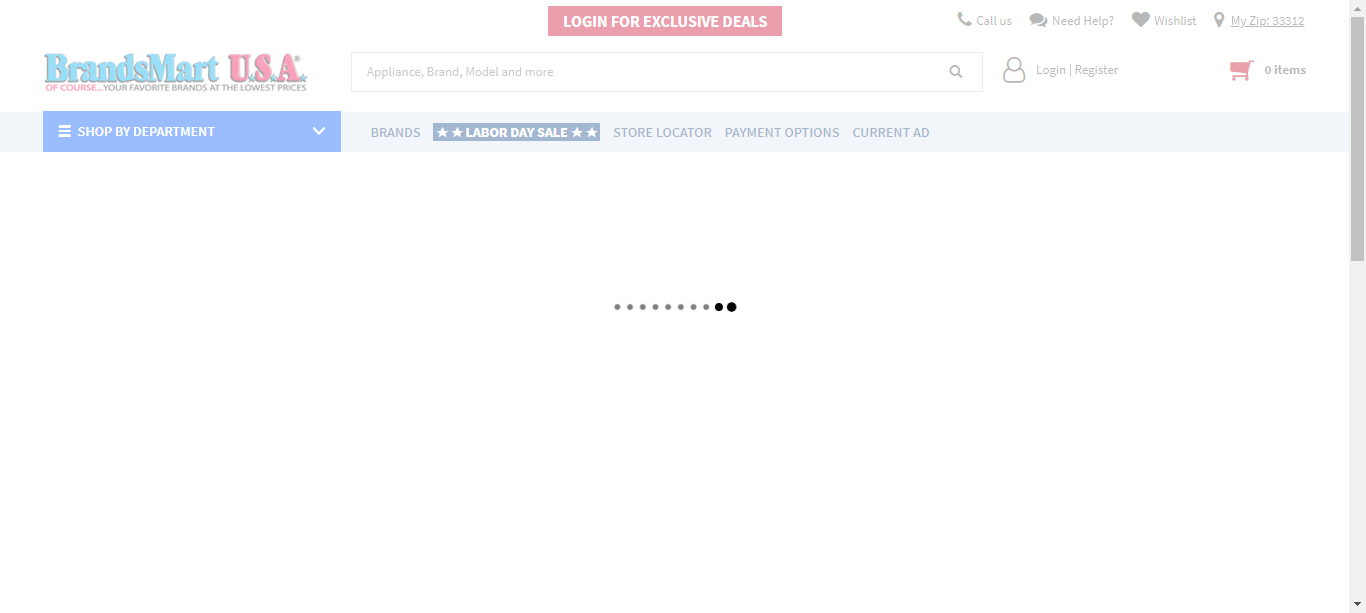 LOGIN FOR EXCLUSIVE DEALS
Call us
Need Help?
Wishlist
My Zip: 33312
BrandsMart U.S.A.
OF COURSE...YOUR FAVORITE BRANDS AT THE LOWEST PRICES
Appliance, Brand, Model and more
Login | Register
0 items
SHOP BY DEPARTMENT
BRANDS
★ ★ LABOR DAY SALE ★ ★
STORE LOCATOR
PAYMENT OPTIONS
CURRENT AD